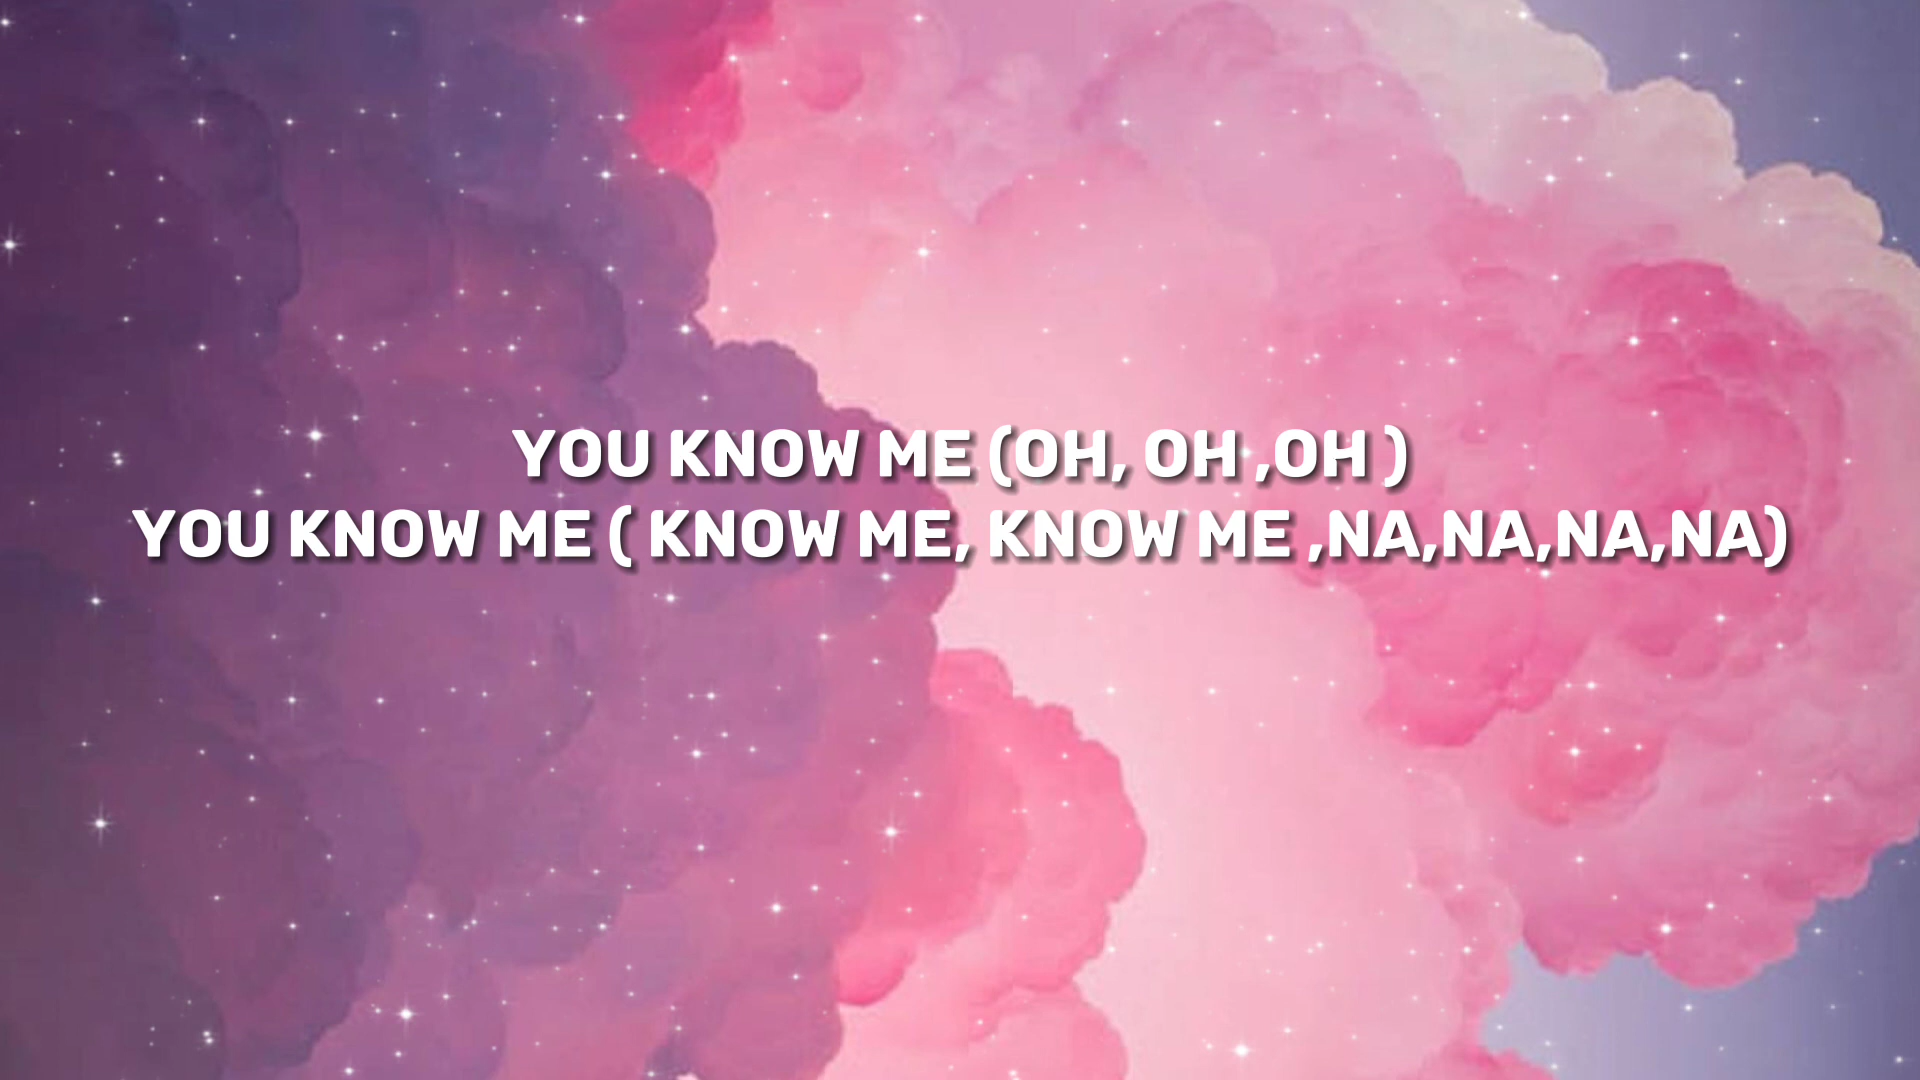 YOU KNOW ME (OH, OH ,OH )
YOU KNOW ME ( KNOW ME, KNOW ME ,NA,NA,NA,NA)